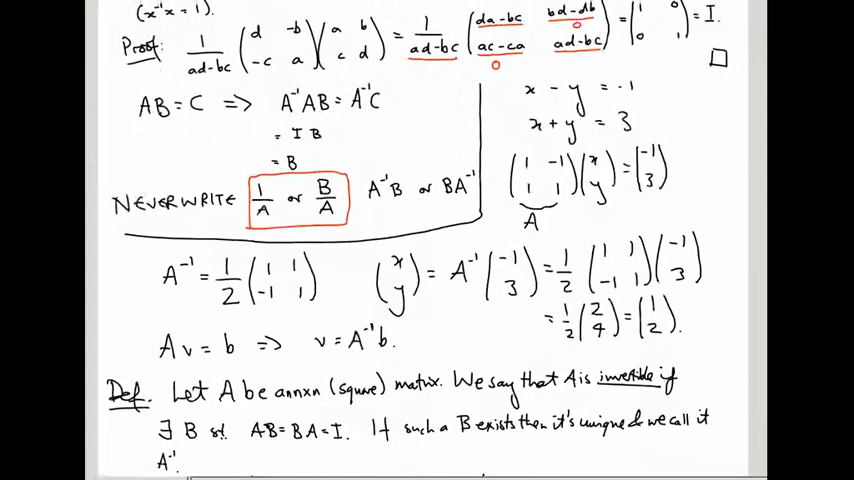 (x⁻¹x = 1).
Proof: 1/(ad-bc) (d -b; -c a)(a b; c d) = 1/(ad-bc) (da-bc bd-db; ac-ca ad-bc) = (1 0; 0 1) = I.
0
0
□
AB = C ⟹ A⁻¹AB = A⁻¹C
= I B
= B
NEVER WRITE 1/A or B/A A⁻¹B or BA⁻¹
x - y = -1
x + y = 3
(1 -1; 1 1)(x; y) = (-1; 3)
A
A⁻¹ = 1/2 (1 1; -1 1) (x; y) = A⁻¹(-1; 3) = 1/2 (1 1; -1 1)(-1; 3)
= 1/2 (2; 4) = (1; 2).
Av = b ⟹ v = A⁻¹b.
Def. Let A be an n×n (square) matrix. We say that A is invertible if
∃ B st. AB = BA = I. If such a B exists then it's unique & we call it
A⁻¹.